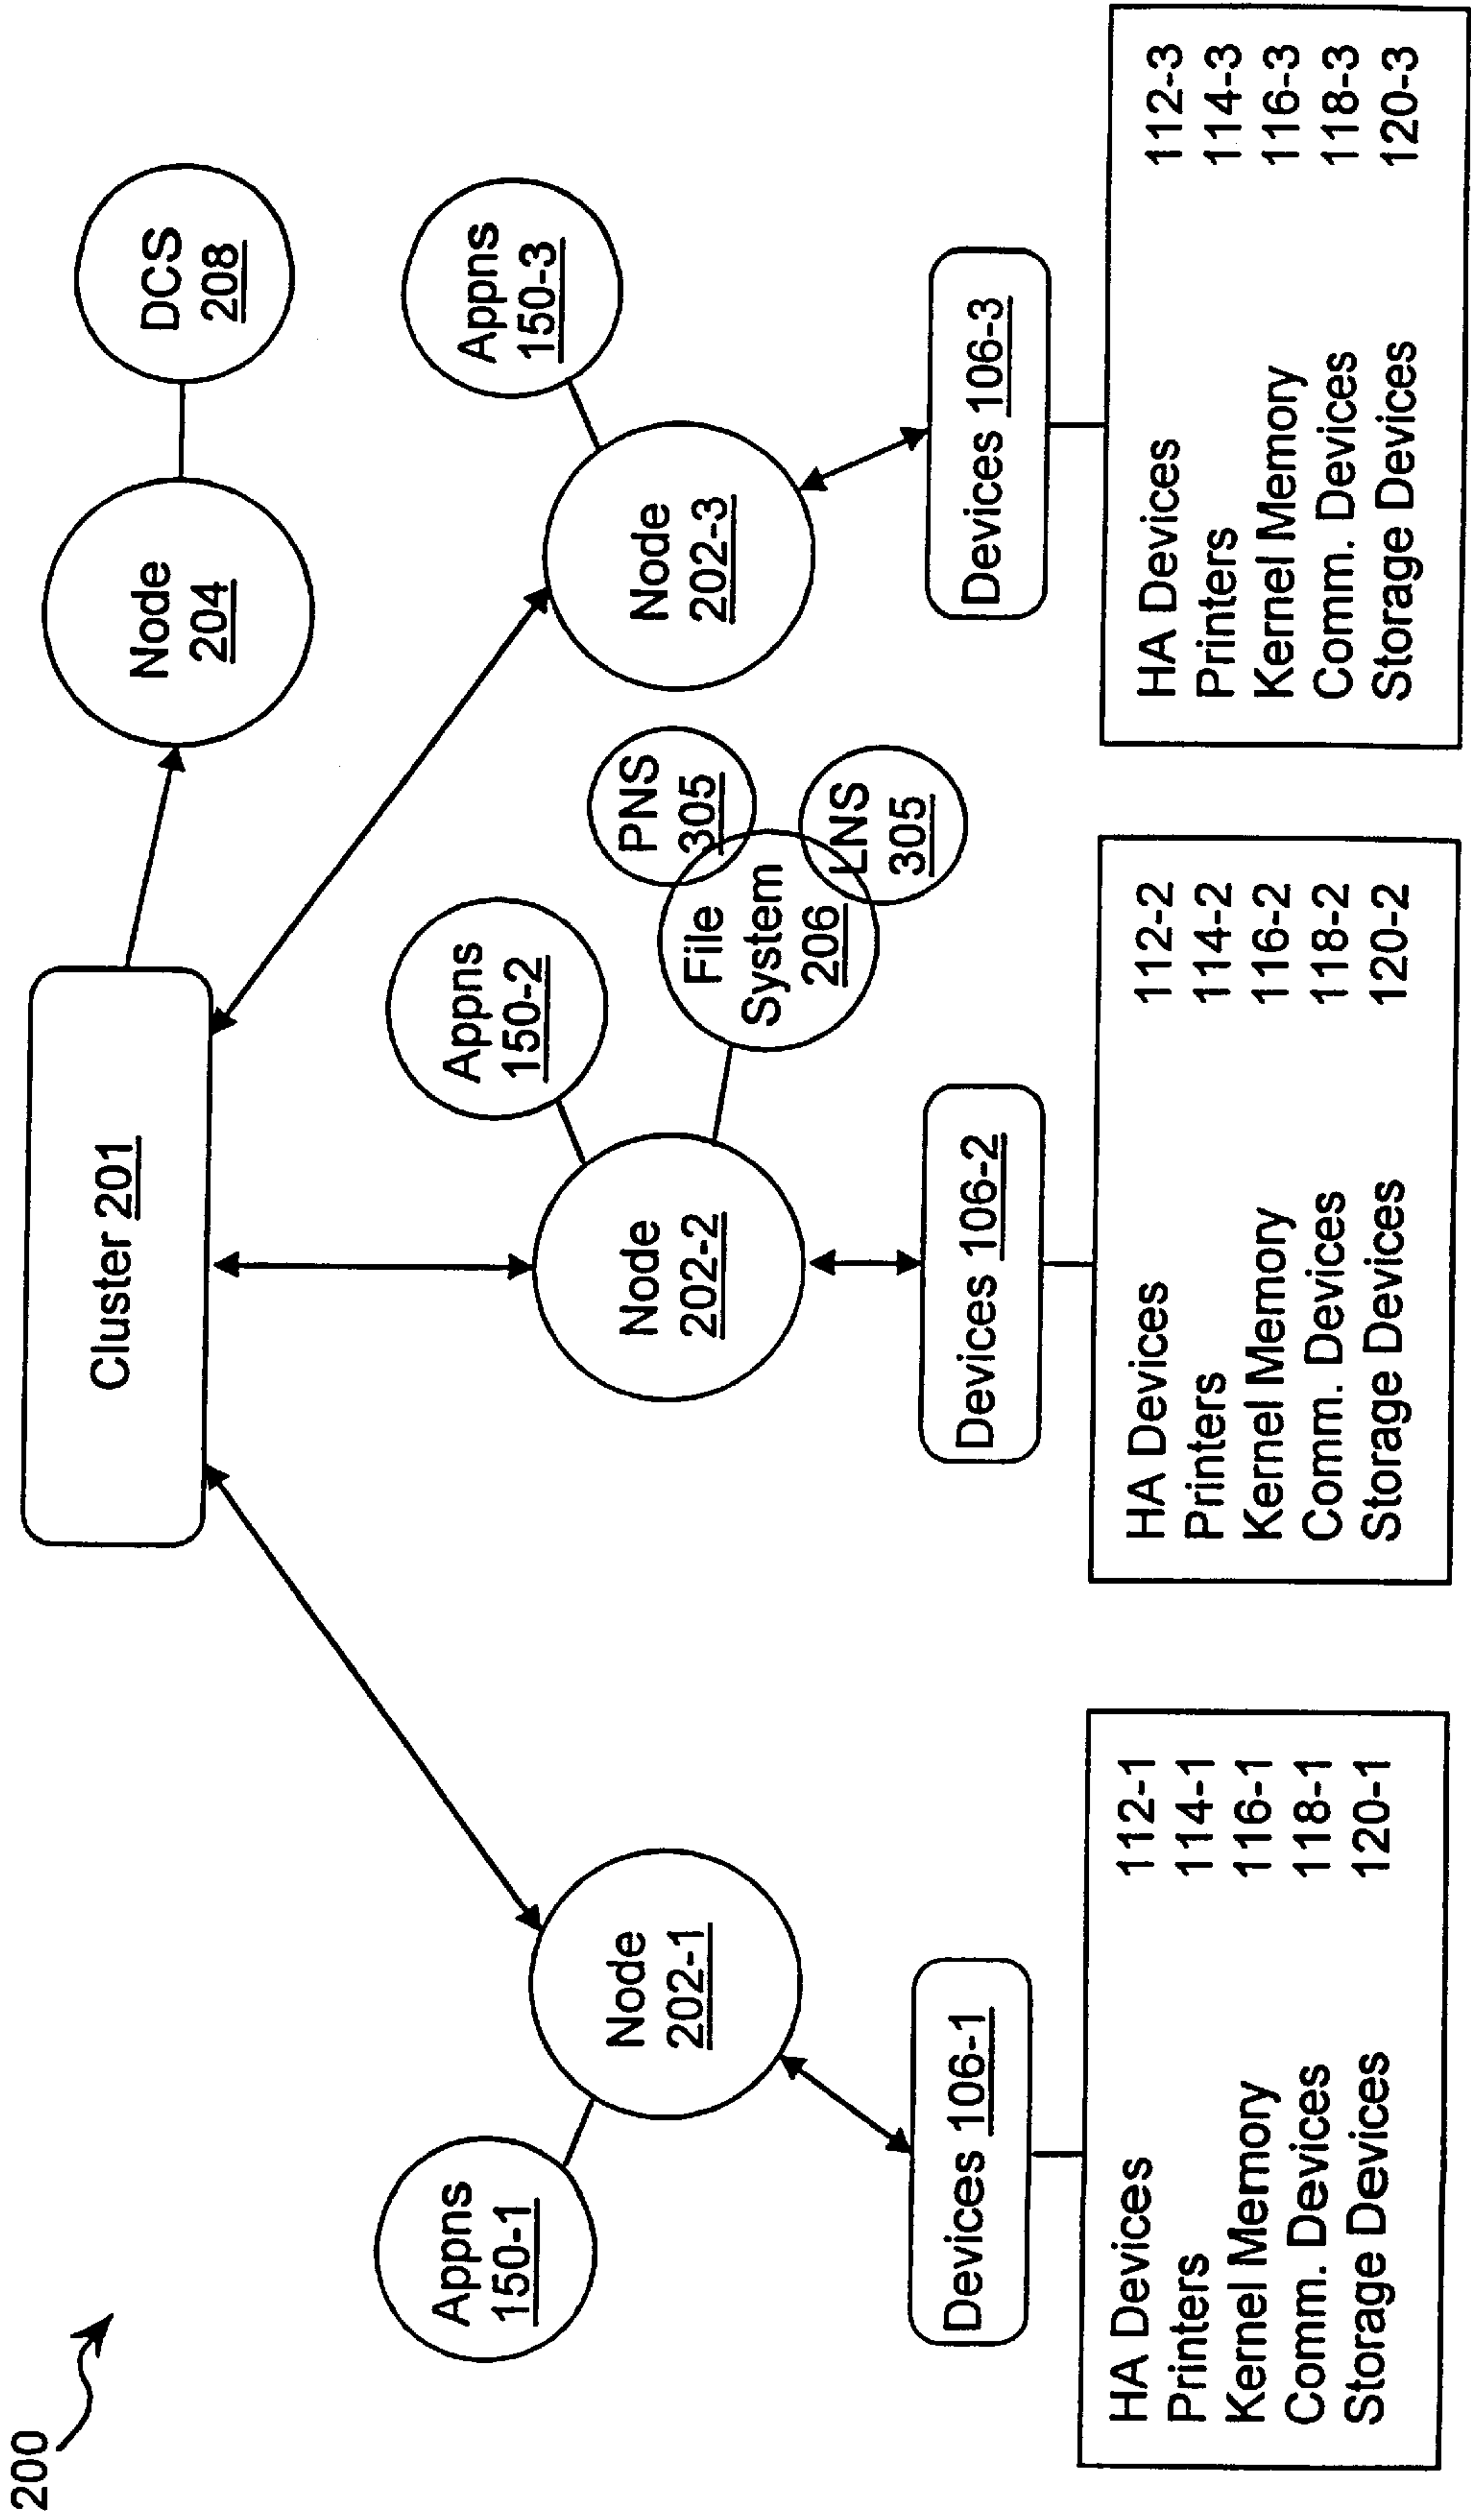 200
Cluster 201
Node
204
DCS
208
Appns
150-1
Node
202-1
Appns
150-2
Node
202-2
File
System
206
PNS
305
LNS
305
Appns
150-3
Node
202-3
Devices 106-1
HA Devices 112-1
Printers 114-1
Kernel Memory 116-1
Comm. Devices 118-1
Storage Devices 120-1
Devices 106-2
HA Devices 112-2
Printers 114-2
Kernel Memory 116-2
Comm. Devices 118-2
Storage Devices 120-2
Devices 106-3
HA Devices 112-3
Printers 114-3
Kernel Memory 116-3
Comm. Devices 118-3
Storage Devices 120-3